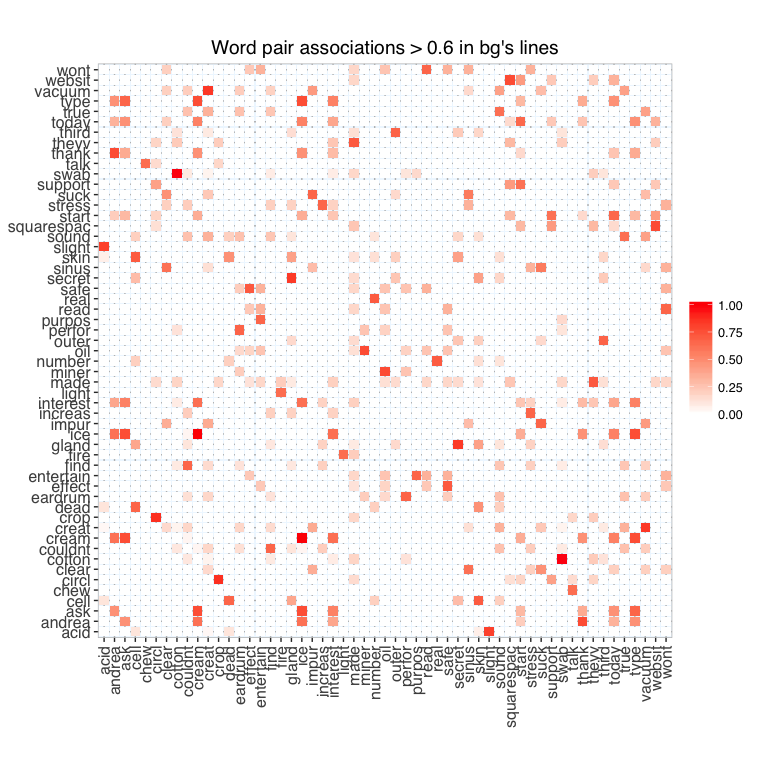 Word pair associations > 0.6 in bg's lines
wont
websit
vacuum
type
true
today
third
theyv
thank
talk
swab
support
suck
stress
start
squarespac
sound
slight
skin
sinus
secret
safe
real
read
purpos
perfor
outer
oil
number
miner
made
light
interest
increas
impur
ice
gland
fire
find
entertain
effect
eardrum
dead
crop
creat
cream
couldnt
cotton
clear
circl
chew
cell
ask
andrea
acid
1.00
0.75
0.50
0.25
0.00
acid
andrea
ask
cell
chew
circl
clear
cotton
couldnt
cream
creat
crop
dead
eardrum
effect
entertain
find
fire
gland
ice
impur
increas
interest
light
made
miner
number
oil
outer
perfor
purpos
read
real
safe
secret
sinus
skin
slight
sound
squarespac
start
stress
suck
support
swab
talk
thank
theyv
third
today
true
type
vacuum
websit
wont